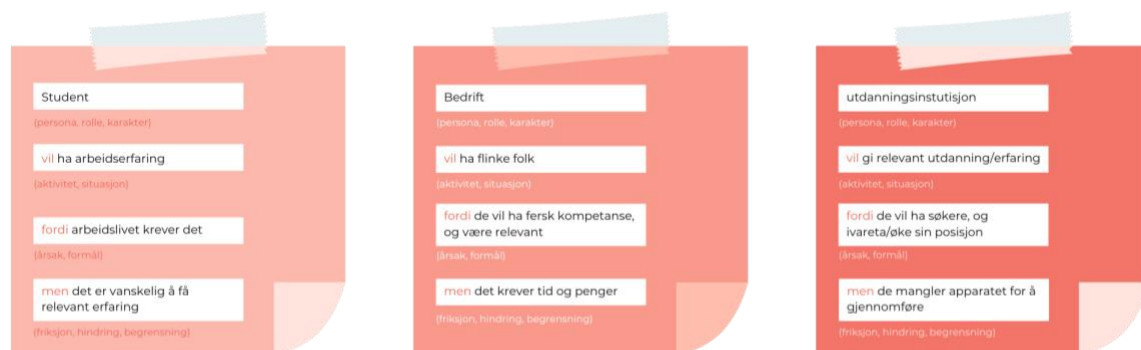 Student
(persona, rolle, karakter)
vil ha arbeidserfaring
(aktivitet, situasjon)
fordi arbeidslivet krever det
(årsak, formål)
men det er vanskelig å få
relevant erfaring
(friksjon, hindring, begrensning)
Bedrift
(persona, rolle, karakter)
vil ha flinke folk
(aktivitet, situasjon)
fordi de vil ha fersk kompetanse,
og være relevant
(årsak, formål)
men det krever tid og penger
(friksjon, hindring, begrensning)
utdanningsinstutisjon
(persona, rolle, karakter)
vil gi relevant utdanning/erfaring
(aktivitet, situasjon)
fordi de vil ha søkere, og
ivareta/øke sin posisjon
(årsak, formål)
men de mangler apparatet for å
gjennomføre
(friksjon, hindring, begrensning)